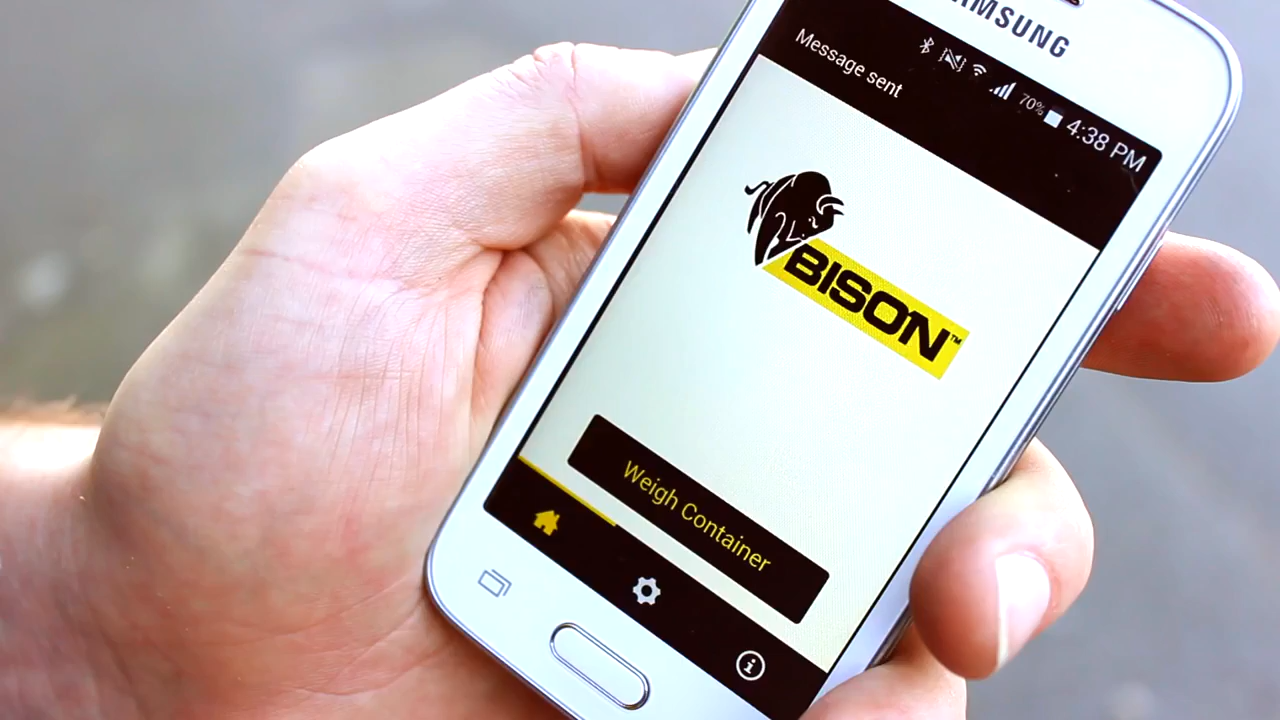 SAMSUNG
Message sent
70%
4:38 PM
BISON™
Weigh Container